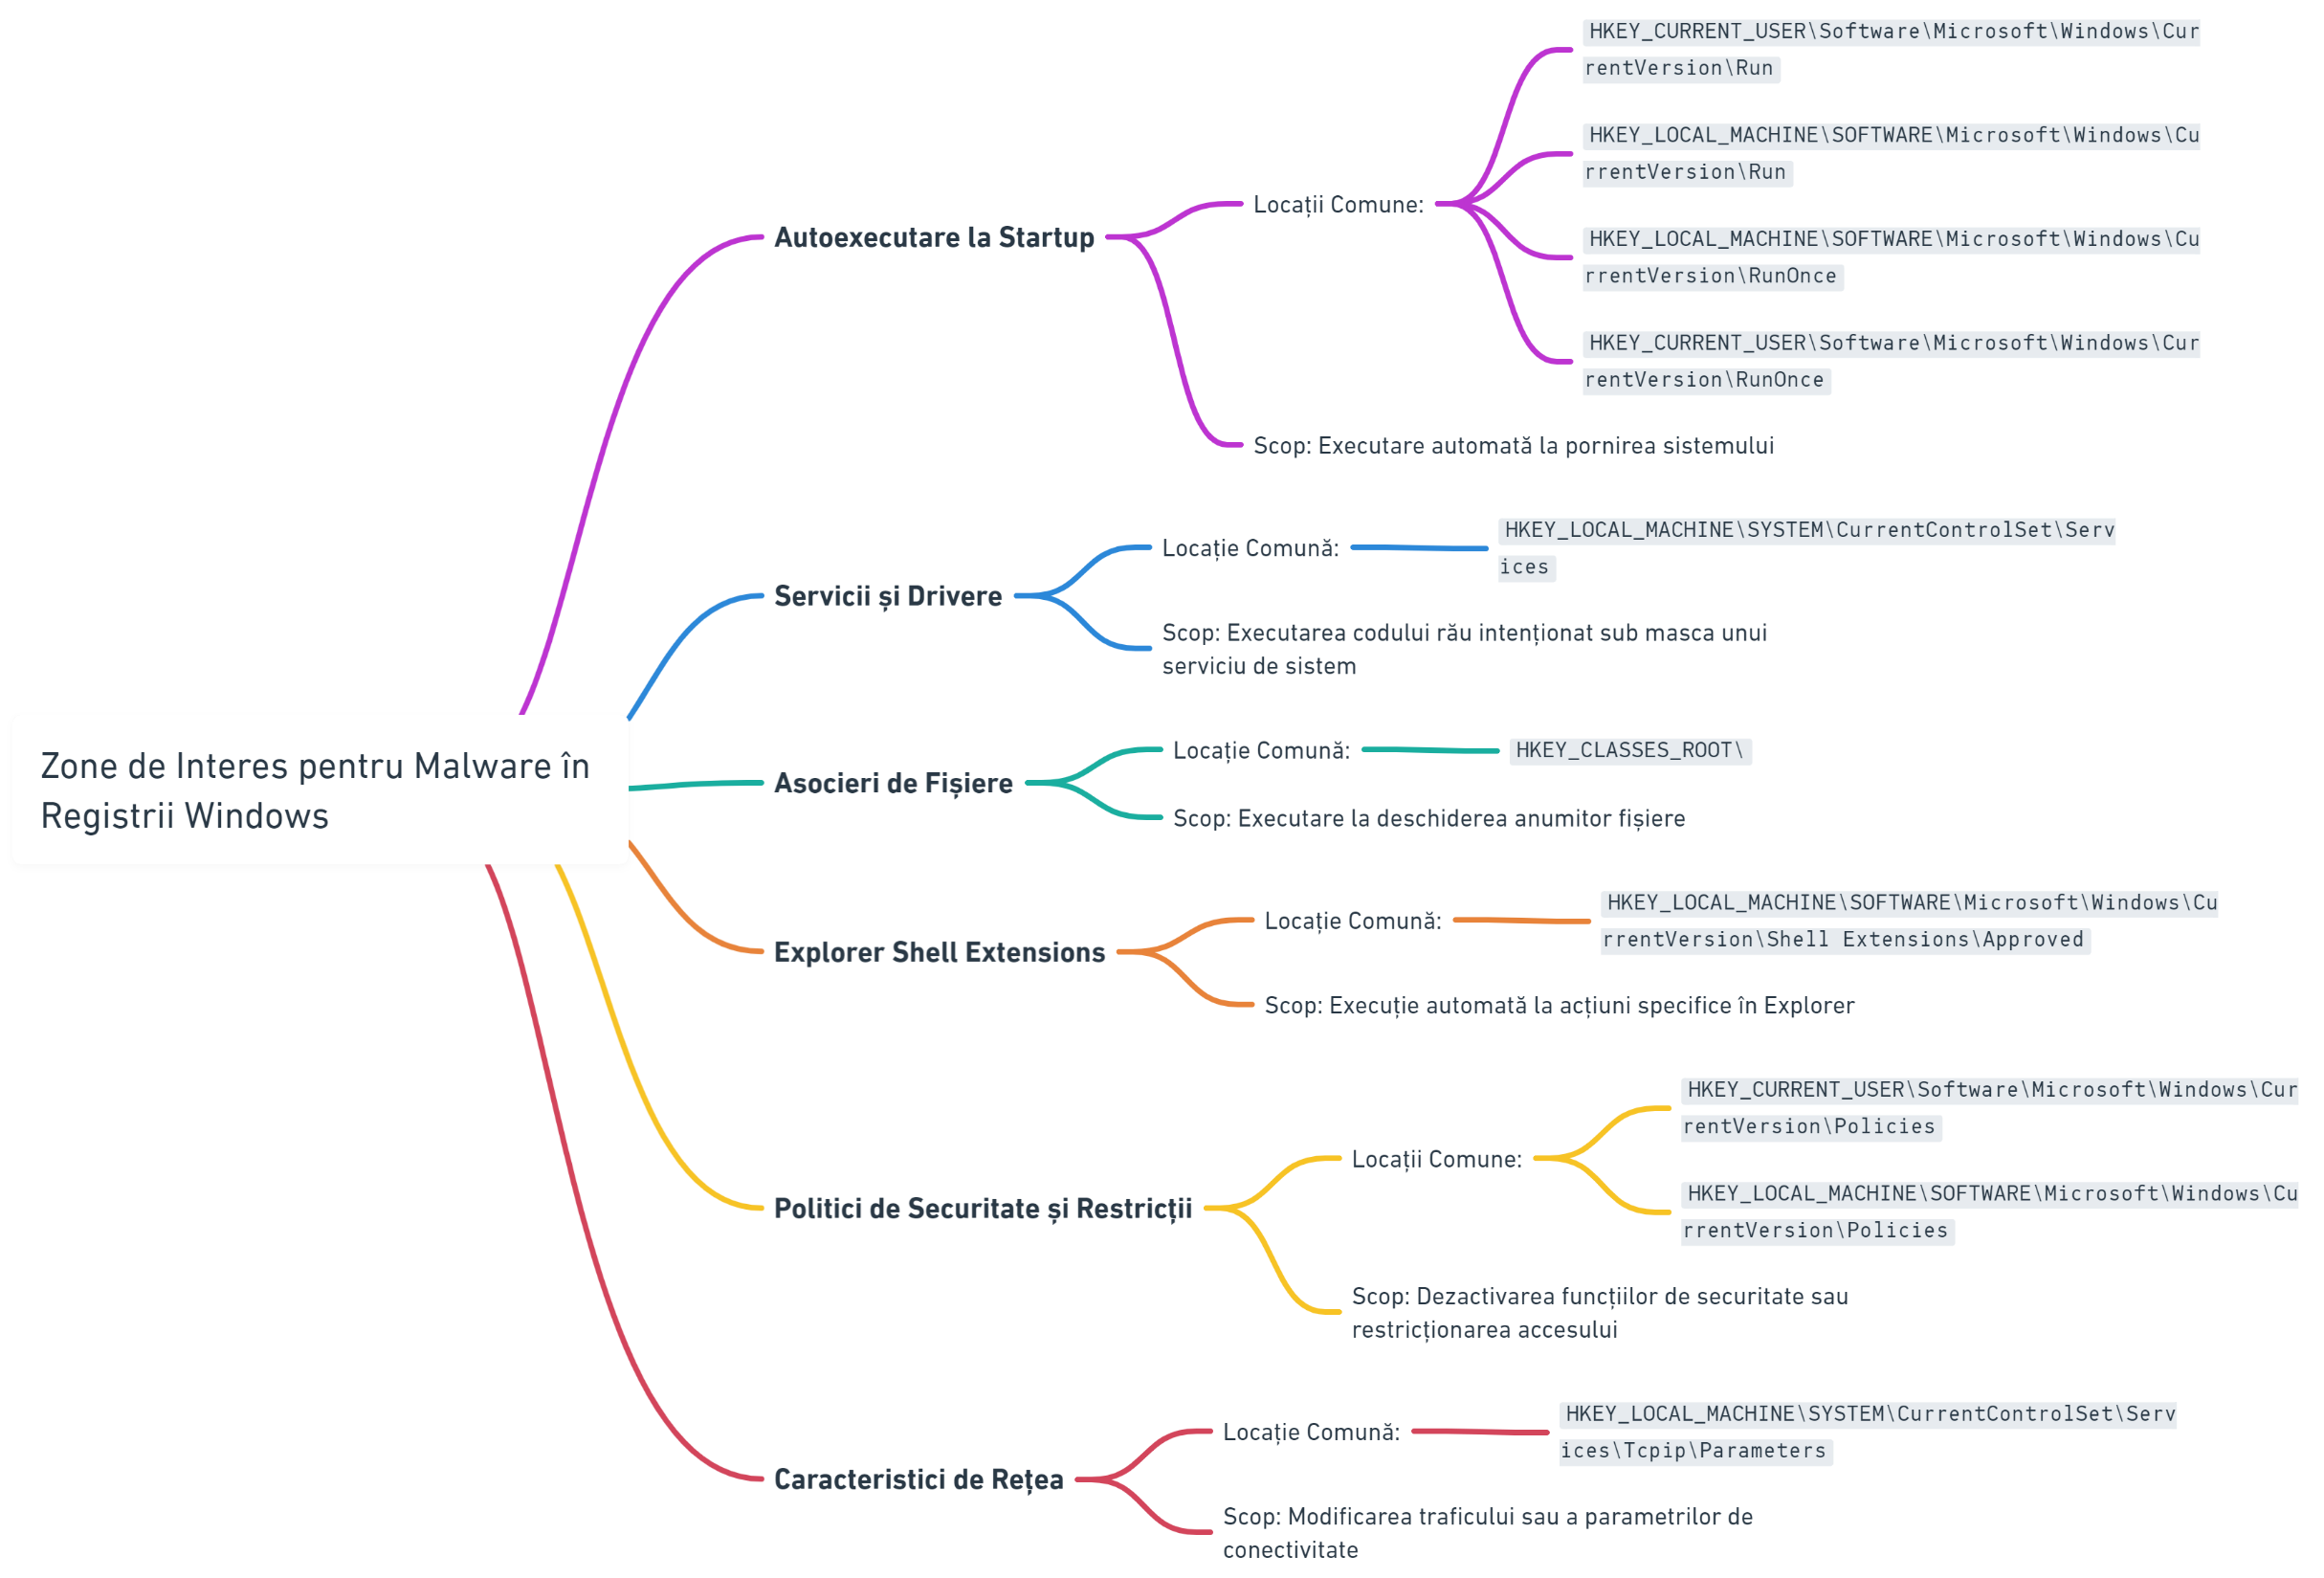 Zone de Interes pentru Malware în
Registrii Windows
Autoexecutare la Startup
Locații Comune:
HKEY_CURRENT_USER\Software\Microsoft\Windows\Cur
rentVersion\Run
HKEY_LOCAL_MACHINE\SOFTWARE\Microsoft\Windows\Cu
rrentVersion\Run
HKEY_LOCAL_MACHINE\SOFTWARE\Microsoft\Windows\Cu
rrentVersion\RunOnce
HKEY_CURRENT_USER\Software\Microsoft\Windows\Cur
rentVersion\RunOnce
Scop: Executare automată la pornirea sistemului
Servicii și Drivere
Locație Comună:
HKEY_LOCAL_MACHINE\SYSTEM\CurrentControlSet\Serv
ices
Scop: Executarea codului rău intenționat sub masca unui
serviciu de sistem
Asocieri de Fișiere
Locație Comună:
HKEY_CLASSES_ROOT\
Scop: Executare la deschiderea anumitor fișiere
Explorer Shell Extensions
Locație Comună:
HKEY_LOCAL_MACHINE\SOFTWARE\Microsoft\Windows\Cu
rrentVersion\Shell Extensions\Approved
Scop: Execuție automată la acțiuni specifice în Explorer
Politici de Securitate și Restricții
Locații Comune:
HKEY_CURRENT_USER\Software\Microsoft\Windows\Cur
rentVersion\Policies
HKEY_LOCAL_MACHINE\SOFTWARE\Microsoft\Windows\Cu
rrentVersion\Policies
Scop: Dezactivarea funcțiilor de securitate sau
restricționarea accesului
Caracteristici de Rețea
Locație Comună:
HKEY_LOCAL_MACHINE\SYSTEM\CurrentControlSet\Serv
ices\Tcpip\Parameters
Scop: Modificarea traficului sau a parametrilor de
conectivitate